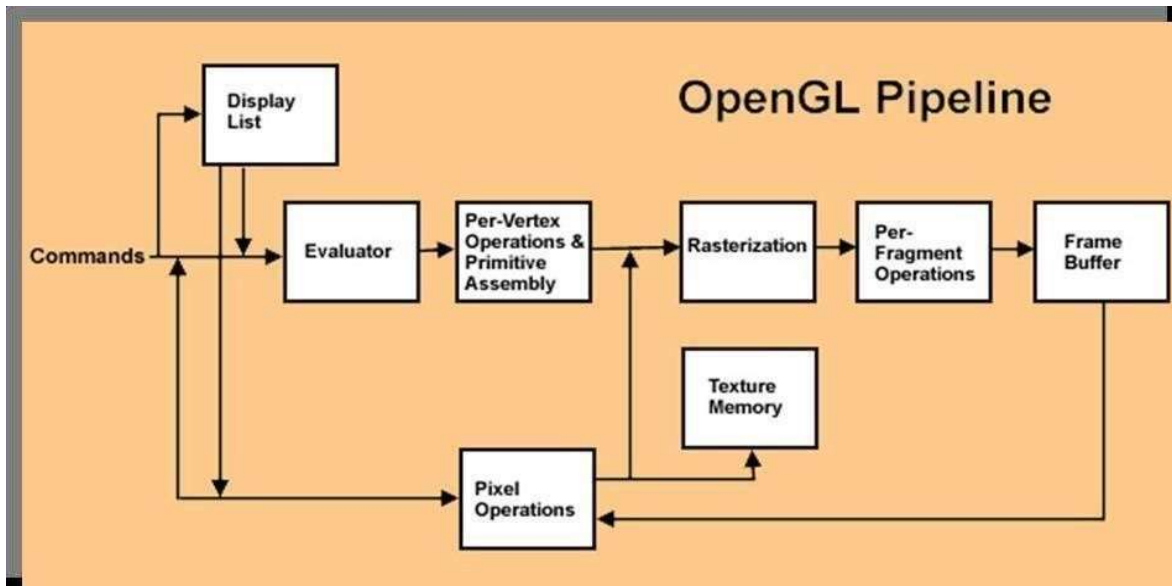 OpenGL Pipeline
Display
List
Commands
Evaluator
Per-Vertex
Operations &
Primitive
Assembly
Rasterization
Per-
Fragment
Operations
Frame
Buffer
Texture
Memory
Pixel
Operations